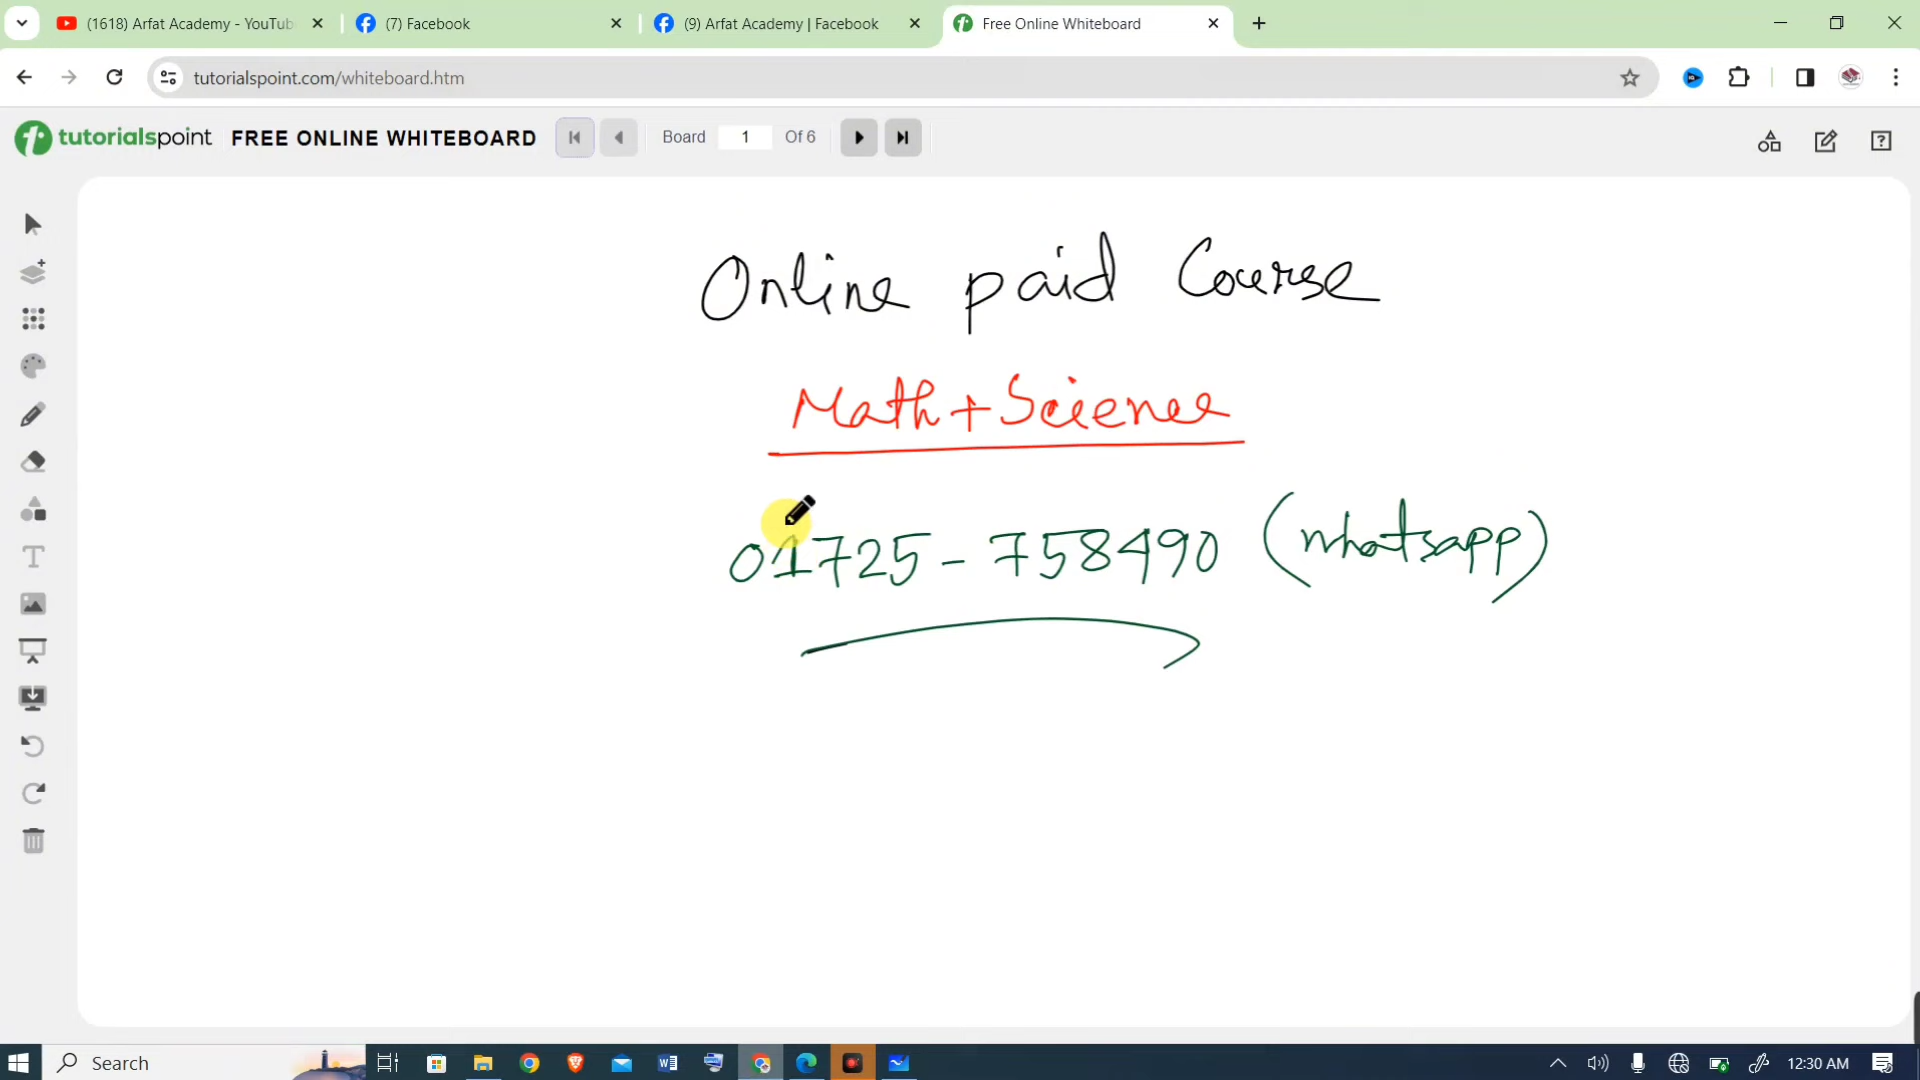 (1618) Arfat Academy - YouTub
(7) Facebook
(9) Arfat Academy | Facebook
Free Online Whiteboard
tutorialspoint.com/whiteboard.htm
tutorialspoint FREE ONLINE WHITEBOARD Board 1 Of 6
Online paid Course
Math+Science
01725-758490 (whatsapp)
Search
12:30 AM